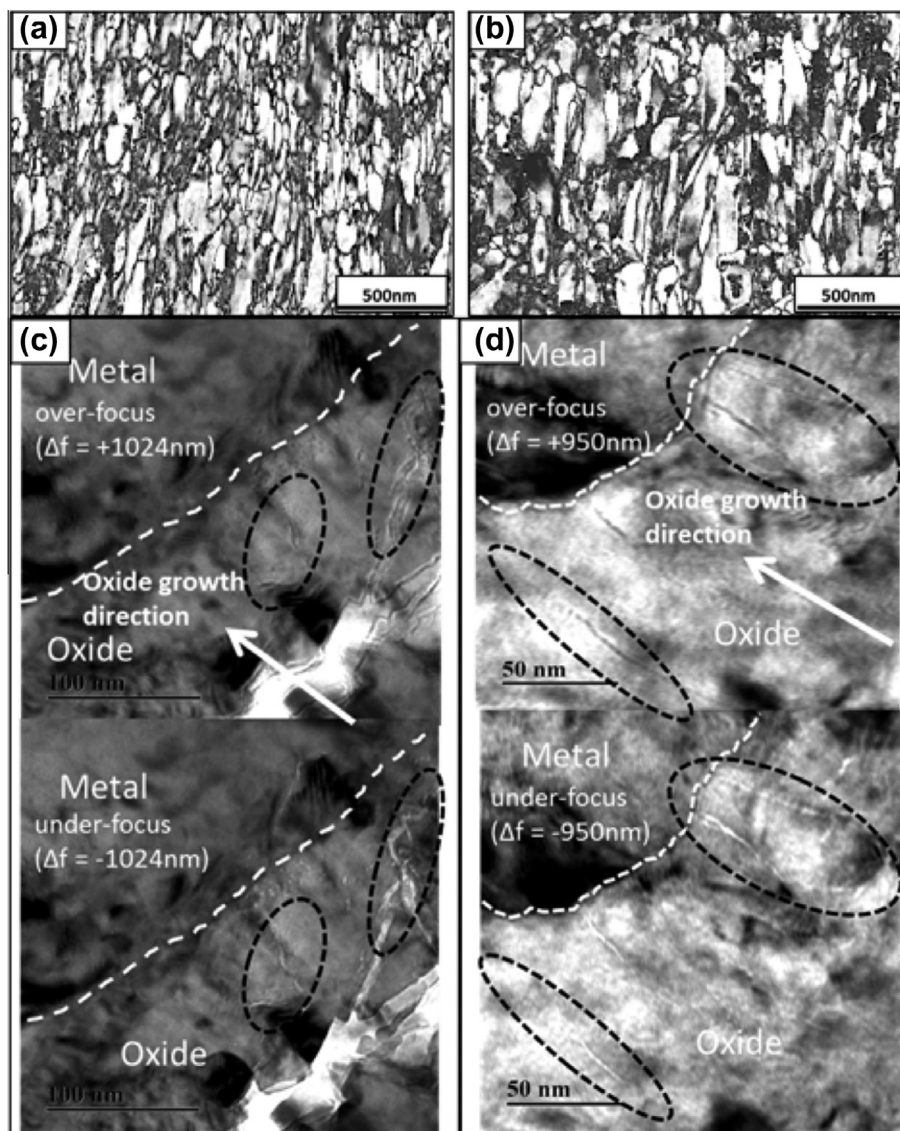 (a)
(b)
500nm
500nm
(c)
Metal
over-focus
(Δf = +1024nm)
Oxide growth
direction
Oxide
100 nm
Metal
under-focus
(Δf = -1024nm)
Oxide
100 nm
(d)
Metal
over-focus
(Δf = +950nm)
Oxide growth
direction
Oxide
50 nm
Metal
under-focus
(Δf = -950nm)
Oxide
50 nm